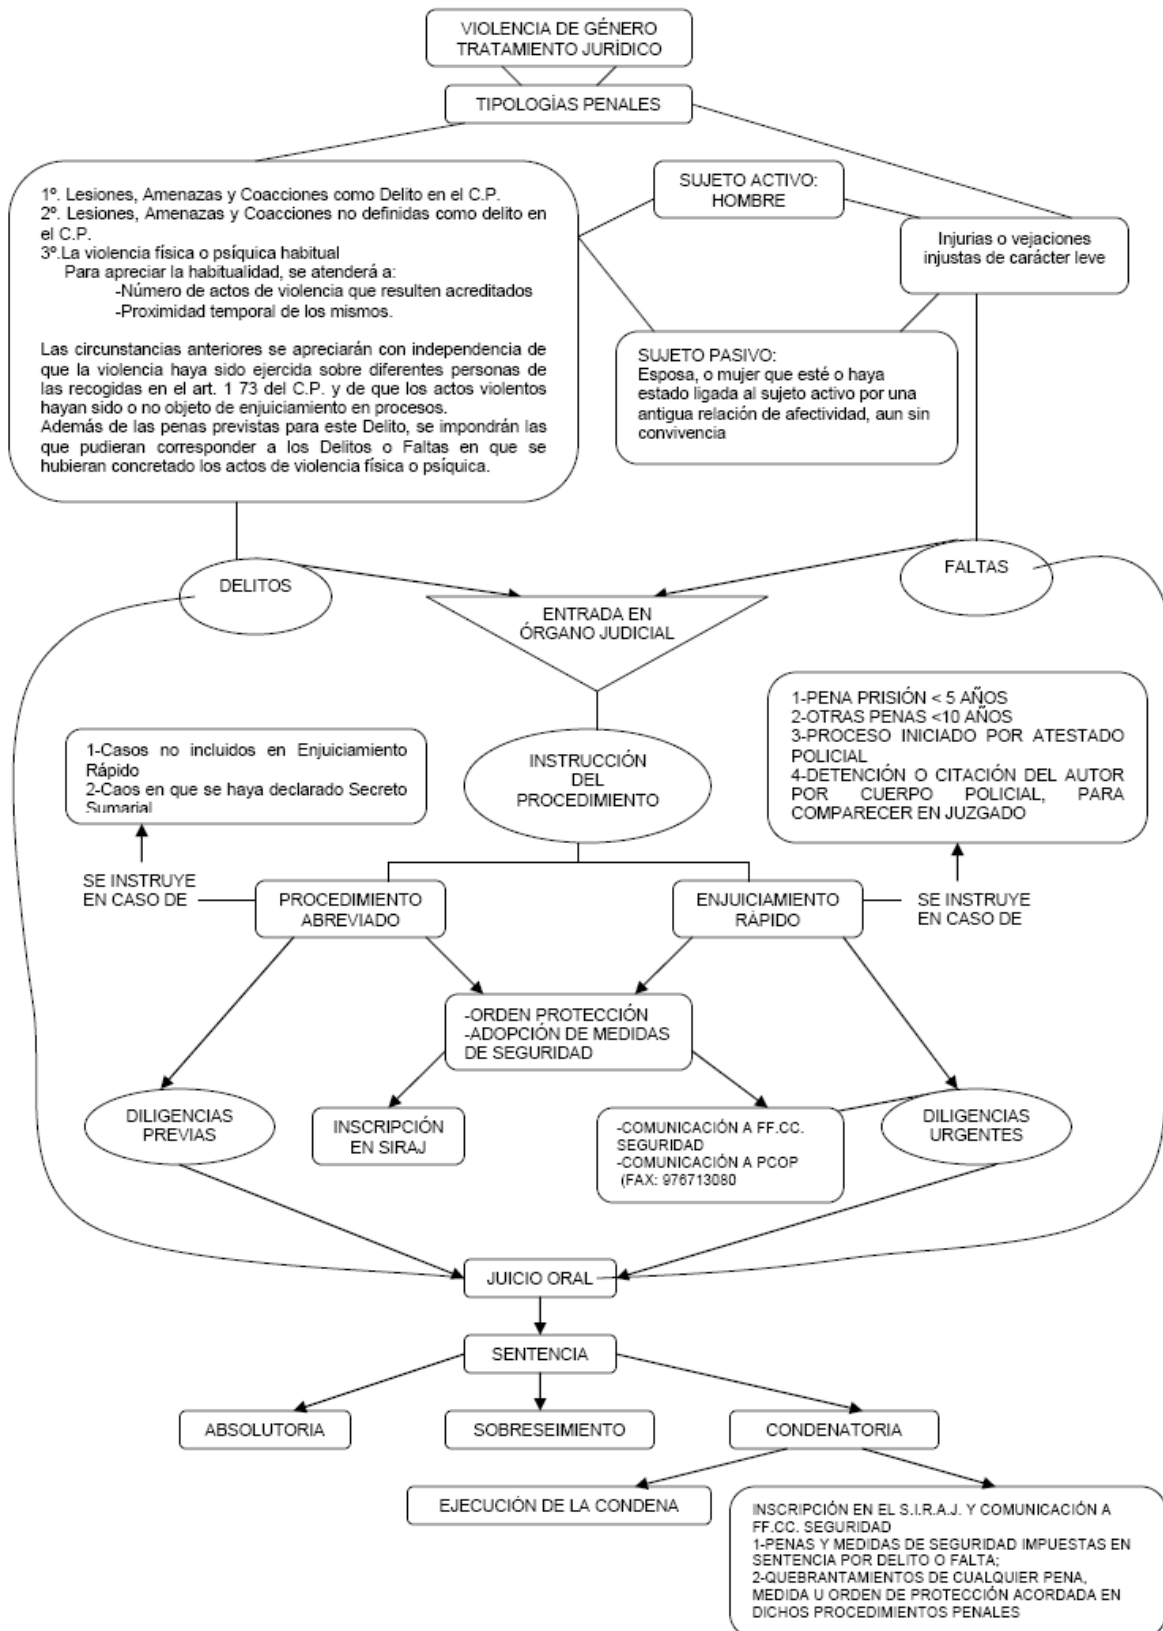 VIOLENCIA DE GÉNERO
TRATAMIENTO JURÍDICO
TIPOLOGÍAS PENALES
1º. Lesiones, Amenazas y Coacciones como Delito en el C.P.
2º. Lesiones, Amenazas y Coacciones no definidas como delito en
el C.P.
3º.La violencia física o psíquica habitual
Para apreciar la habitualidad, se atenderá a:
-Número de actos de violencia que resulten acreditados
-Proximidad temporal de los mismos.
Las circunstancias anteriores se apreciarán con independencia de
que la violencia haya sido ejercida sobre diferentes personas de
las recogidas en el art. 1 73 del C.P. y de que los actos violentos
hayan sido o no objeto de enjuiciamiento en procesos.
Además de las penas previstas para este Delito, se impondrán las
que pudieran corresponder a los Delitos o Faltas en que se
hubieran concretado los actos de violencia física o psíquica.
SUJETO ACTIVO:
HOMBRE
Injurias o vejaciones
injustas de carácter leve
SUJETO PASIVO:
Esposa, o mujer que esté o haya
estado ligada al sujeto activo por una
antigua relación de afectividad, aun sin
convivencia
DELITOS
FALTAS
ENTRADA EN
ÓRGANO JUDICIAL
1-PENA PRISIÓN < 5 AÑOS
2-OTRAS PENAS <10 AÑOS
3-PROCESO INICIADO POR ATESTADO
POLICIAL
4-DETENCIÓN O CITACIÓN DEL AUTOR
POR CUERPO POLICIAL, PARA
COMPARECER EN JUZGADO
1-Casos no incluidos en Enjuiciamiento
Rápido
2-Caos en que se haya declarado Secreto
Sumarial
INSTRUCCIÓN
DEL
PROCEDIMIENTO
SE INSTRUYE
EN CASO DE
PROCEDIMIENTO
ABREVIADO
ENJUICIAMIENTO
RÁPIDO
SE INSTRUYE
EN CASO DE
-ORDEN PROTECCIÓN
-ADOPCIÓN DE MEDIDAS
DE SEGURIDAD
DILIGENCIAS
PREVIAS
INSCRIPCIÓN
EN SIRAJ
-COMUNICACIÓN A FF.CC.
SEGURIDAD
-COMUNICACIÓN A PCOP
(FAX: 976713080
DILIGENCIAS
URGENTES
JUICIO ORAL
SENTENCIA
ABSOLUTORIA
SOBRESEIMIENTO
CONDENATORIA
EJECUCIÓN DE LA CONDENA
INSCRIPCIÓN EN EL S.I.R.A.J. Y COMUNICACIÓN A
FF.CC. SEGURIDAD
1-PENAS Y MEDIDAS DE SEGURIDAD IMPUESTAS EN
SENTENCIA POR DELITO O FALTA;
2-QUEBRANTAMIENTOS DE CUALQUIER PENA,
MEDIDA U ORDEN DE PROTECCIÓN ACORDADA EN
DICHOS PROCEDIMIENTOS PENALES